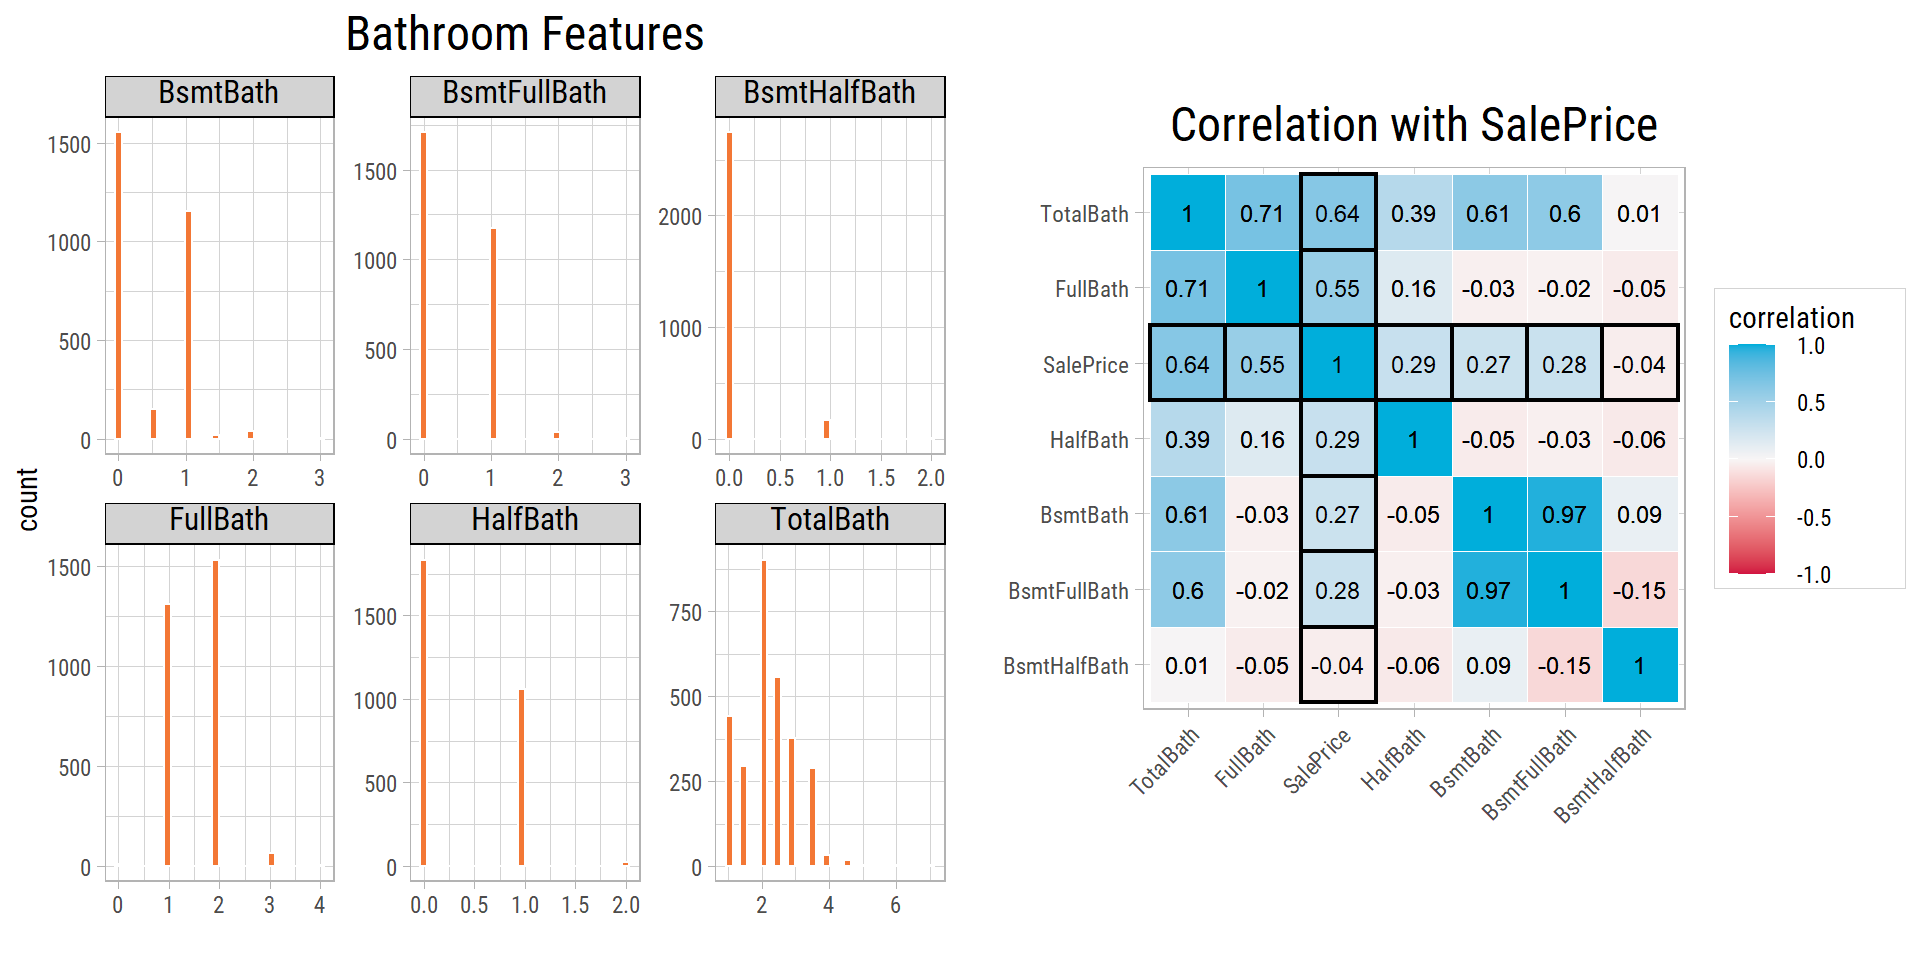 Bathroom Features
BsmtBath
BsmtFullBath
BsmtHalfBath
1500
1000
500
0
0 1 2 3
1500
1000
500
0
0 1 2 3
2000
1000
0
0.0 0.5 1.0 1.5 2.0
count
FullBath
HalfBath
TotalBath
1500
1000
500
0
0 1 2 3 4
1500
1000
500
0
0.0 0.5 1.0 1.5 2.0
750
500
250
0
2 4 6
Correlation with SalePrice
TotalBath 1 0.71 0.64 0.39 0.61 0.6 0.01
FullBath 0.71 1 0.55 0.16 -0.03 -0.02 -0.05
SalePrice 0.64 0.55 1 0.29 0.27 0.28 -0.04
HalfBath 0.39 0.16 0.29 1 -0.05 -0.03 -0.06
BsmtBath 0.61 -0.03 0.27 -0.05 1 0.97 0.09
BsmtFullBath 0.6 -0.02 0.28 -0.03 0.97 1 -0.15
BsmtHalfBath 0.01 -0.05 -0.04 -0.06 0.09 -0.15 1
TotalBath FullBath SalePrice HalfBath BsmtBath BsmtFullBath BsmtHalfBath
correlation
1.0
0.5
0.0
-0.5
-1.0